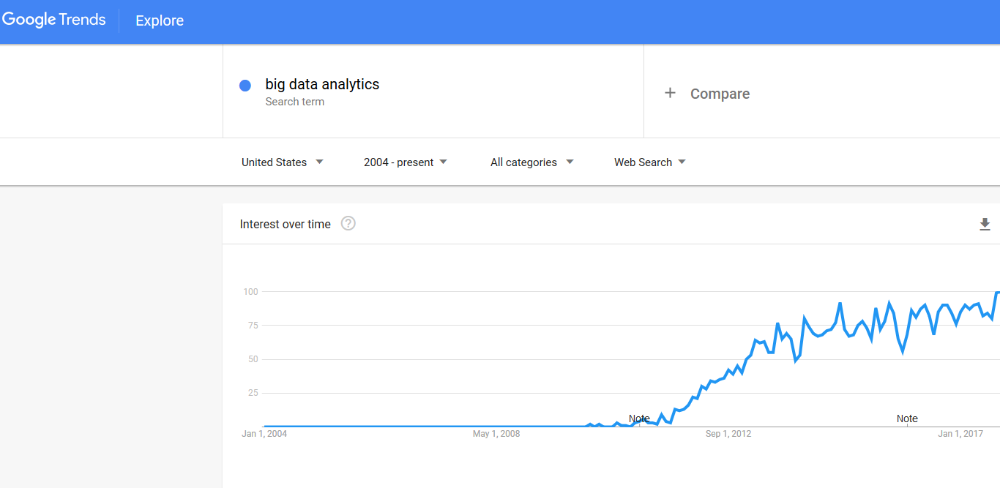 Google Trends Explore
big data analytics
Search term
+ Compare
United States 2004 - present All categories Web Search
Interest over time ?
100
75
50
25
Note Note
Jan 1, 2004 May 1, 2008 Sep 1, 2012 Jan 1, 2017